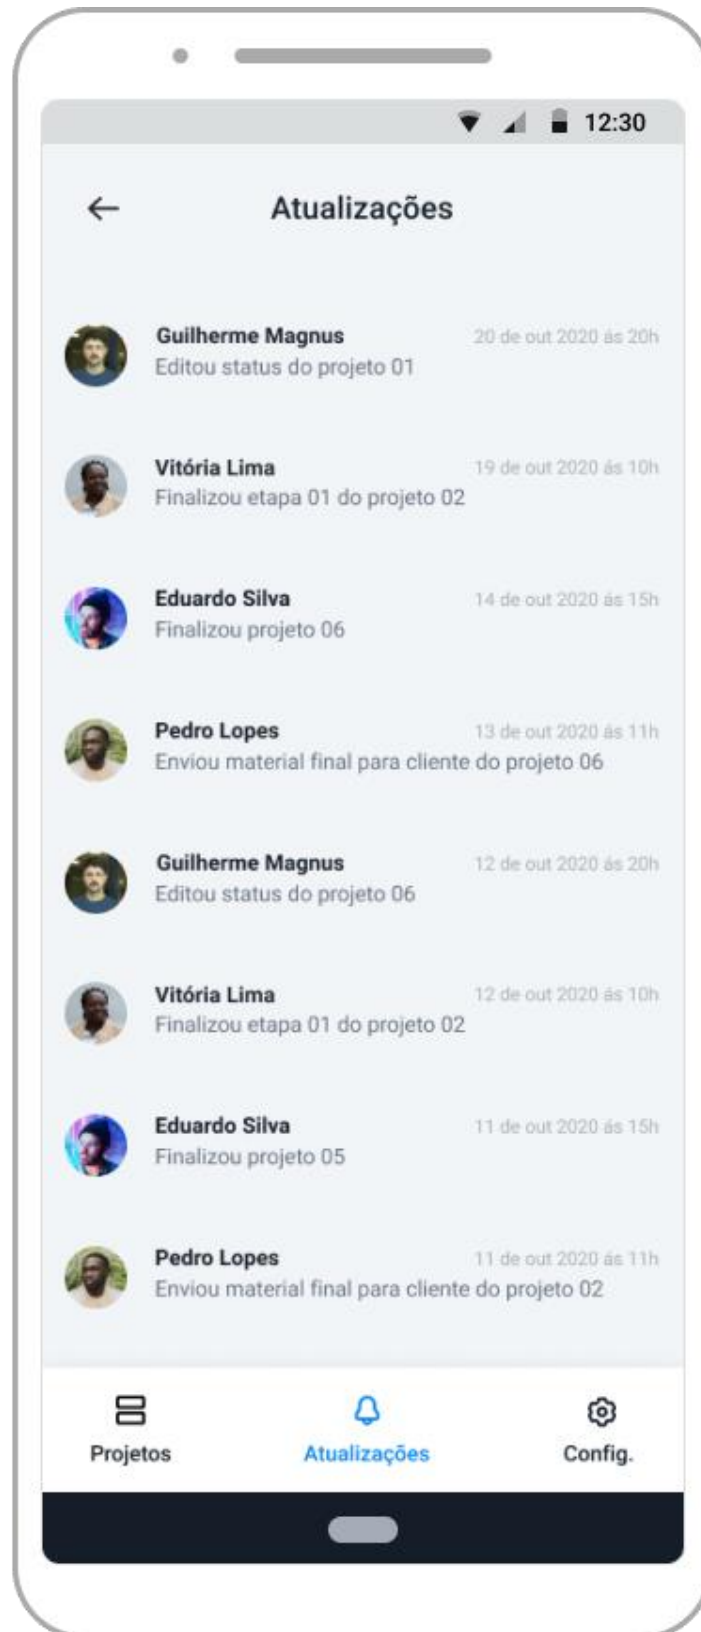 12:30
Atualizações
Guilherme Magnus 20 de out 2020 ás 20h
Editou status do projeto 01
Vitória Lima 19 de out 2020 ás 10h
Finalizou etapa 01 do projeto 02
Eduardo Silva 14 de out 2020 ás 15h
Finalizou projeto 06
Pedro Lopes 13 de out 2020 ás 11h
Enviou material final para cliente do projeto 06
Guilherme Magnus 12 de out 2020 ás 20h
Editou status do projeto 06
Vitória Lima 12 de out 2020 ás 10h
Finalizou etapa 01 do projeto 02
Eduardo Silva 11 de out 2020 ás 15h
Finalizou projeto 05
Pedro Lopes 11 de out 2020 ás 11h
Enviou material final para cliente do projeto 02
Projetos Atualizações Config.